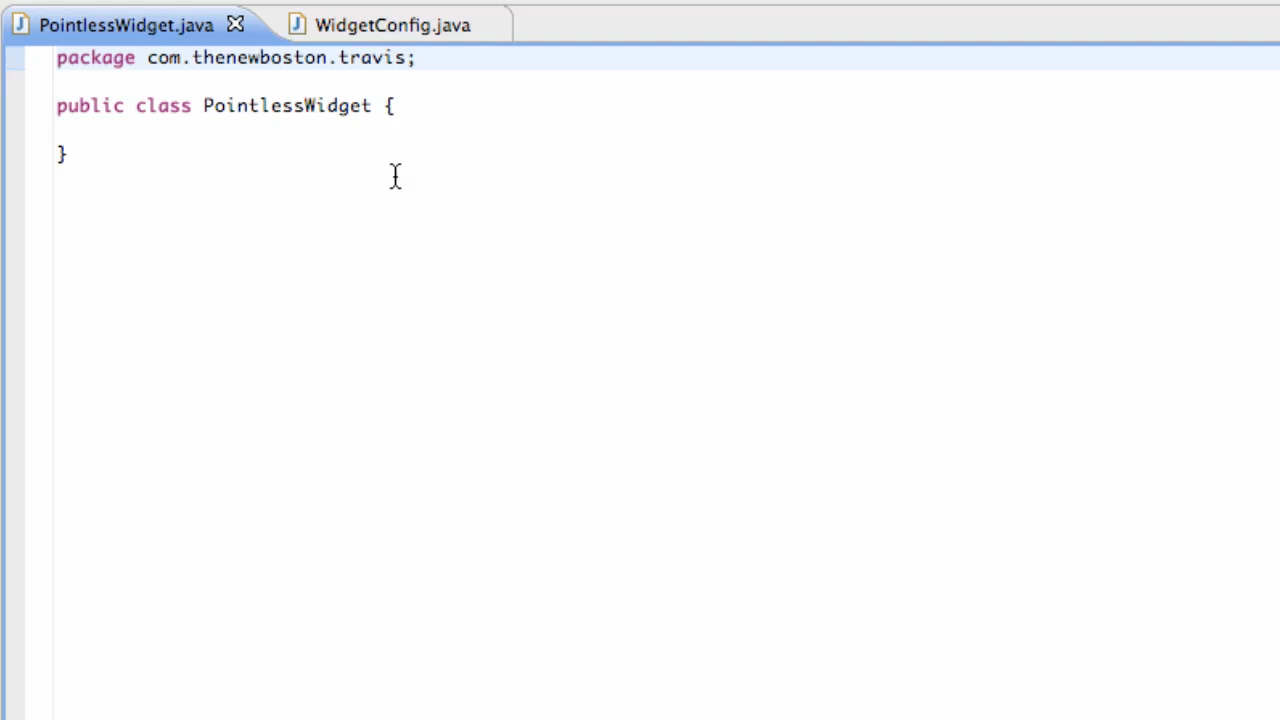 PointlessWidget.java
WidgetConfig.java
package com.thenewboston.travis;
public class PointlessWidget {
}